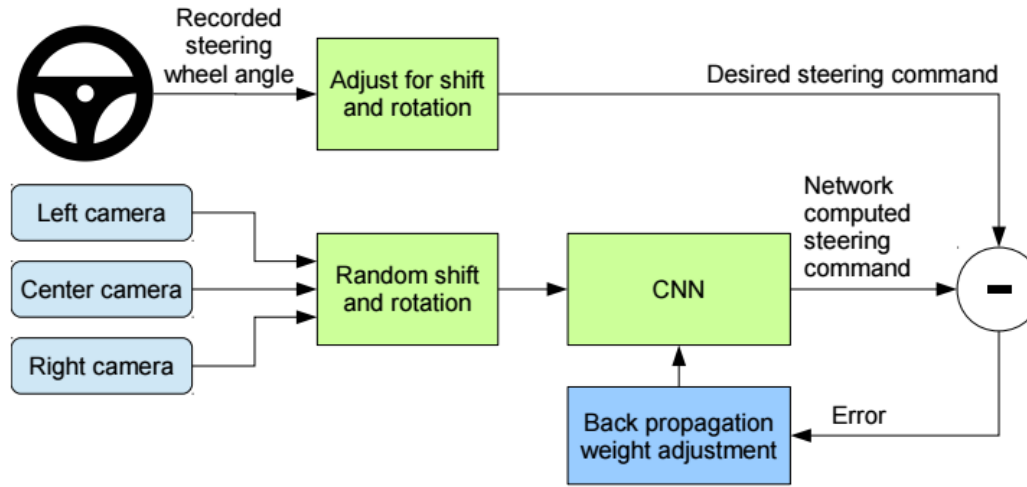 Recorded
steering
wheel angle
Adjust for shift
and rotation
Desired steering command
Left camera
Center camera
Right camera
Random shift
and rotation
CNN
Network
computed
steering
command
-
Back propagation
weight adjustment
Error